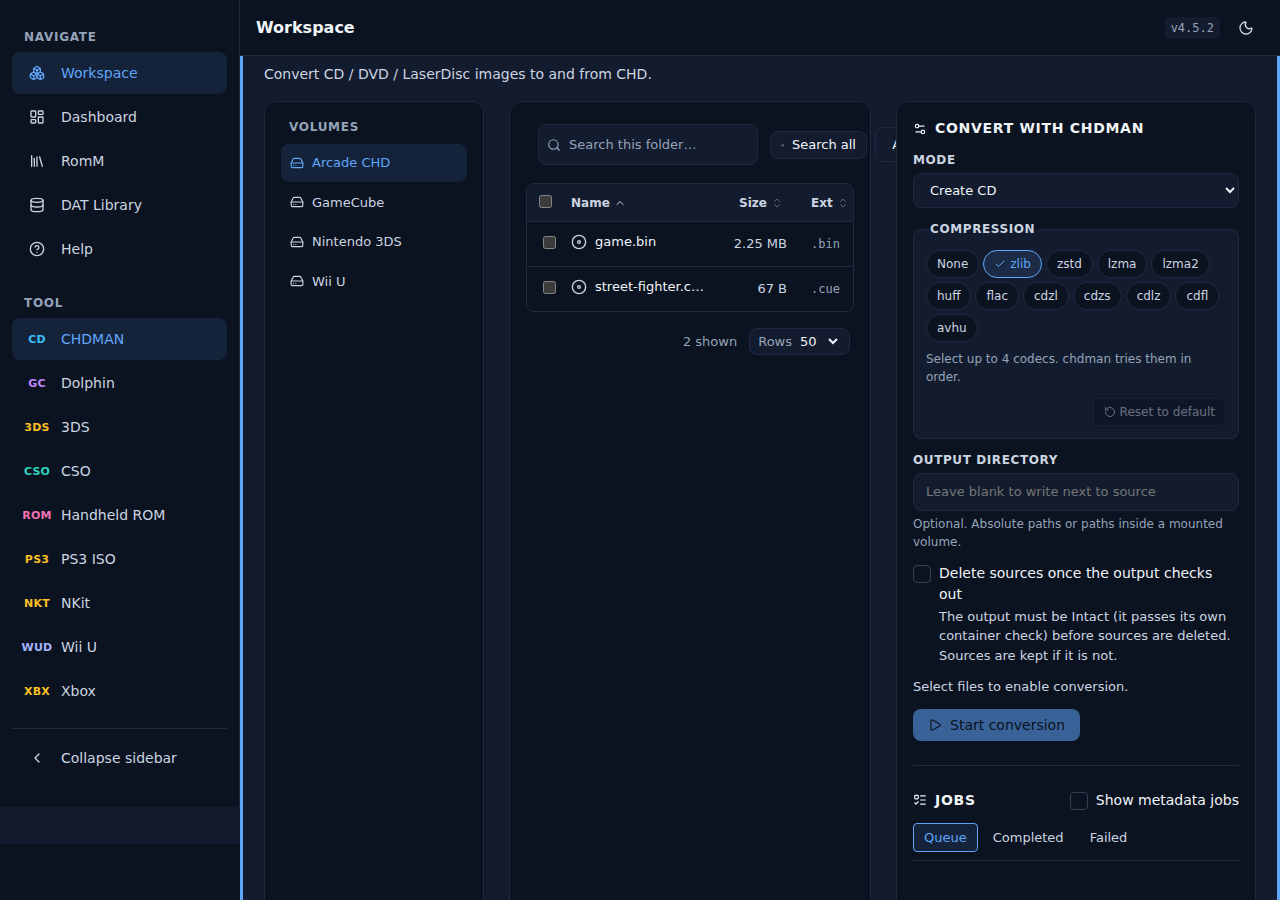 NAVIGATE
Workspace
Dashboard
RomM
DAT Library
Help
TOOL
CD CHDMAN
GC Dolphin
3DS 3DS
CSO CSO
ROM Handheld ROM
PS3 PS3 ISO
NKT NKit
WUD Wii U
XBX Xbox
Collapse sidebar
Workspace
v4.5.2
Convert CD / DVD / LaserDisc images to and from CHD.
VOLUMES
Arcade CHD
GameCube
Nintendo 3DS
Wii U
Search this folder…
Search all
Name Size Ext
game.bin 2.25 MB .bin
street-fighter.c… 67 B .cue
2 shown Rows 50
CONVERT WITH CHDMAN
MODE
Create CD
COMPRESSION
None zlib zstd lzma lzma2
huff flac cdzl cdzs cdlz cdfl
avhu
Select up to 4 codecs. chdman tries them in
order.
Reset to default
OUTPUT DIRECTORY
Leave blank to write next to source
Optional. Absolute paths or paths inside a mounted
volume.
Delete sources once the output checks
out
The output must be Intact (it passes its own
container check) before sources are deleted.
Sources are kept if it is not.
Select files to enable conversion.
Start conversion
JOBS
Show metadata jobs
Queue Completed Failed